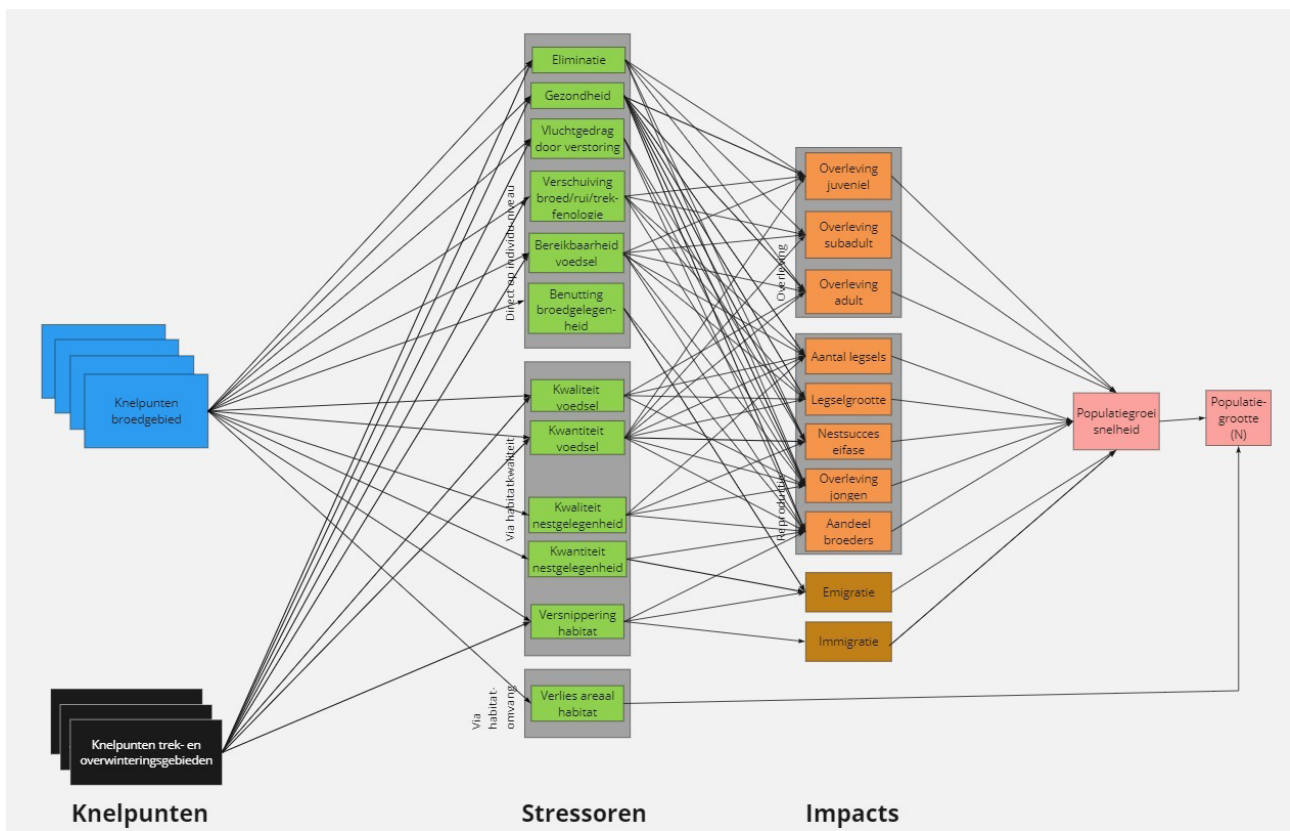 Knelpunten
broedgebied
Knelpunten trek- en
overwinteringsgebieden
Knelpunten
Direct op individu-niveau
Eliminatie
Gezondheid
Vluchtgedrag
door verstoring
Verschuiving
broed/rui/trek-
fenologie
Bereikbaarheid
voedsel
Benutting
broedgelegen-
heid
Via habitatkwaliteit
Kwaliteit
voedsel
Kwantiteit
voedsel
Kwaliteit
nestgelegenheid
Kwantiteit
nestgelegenheid
Versnippering
habitat
Via
habitat-
omvang
Verlies areaal
habitat
Stressoren
Overleving
Overleving
juveniel
Overleving
subadult
Overleving
adult
Reproductie
Aantal legsels
Legselgrootte
Nestsucces
eifase
Overleving
jongen
Aandeel
broeders
Emigratie
Immigratie
Impacts
Populatiegroei
snelheid
Populatie-
grootte
(N)